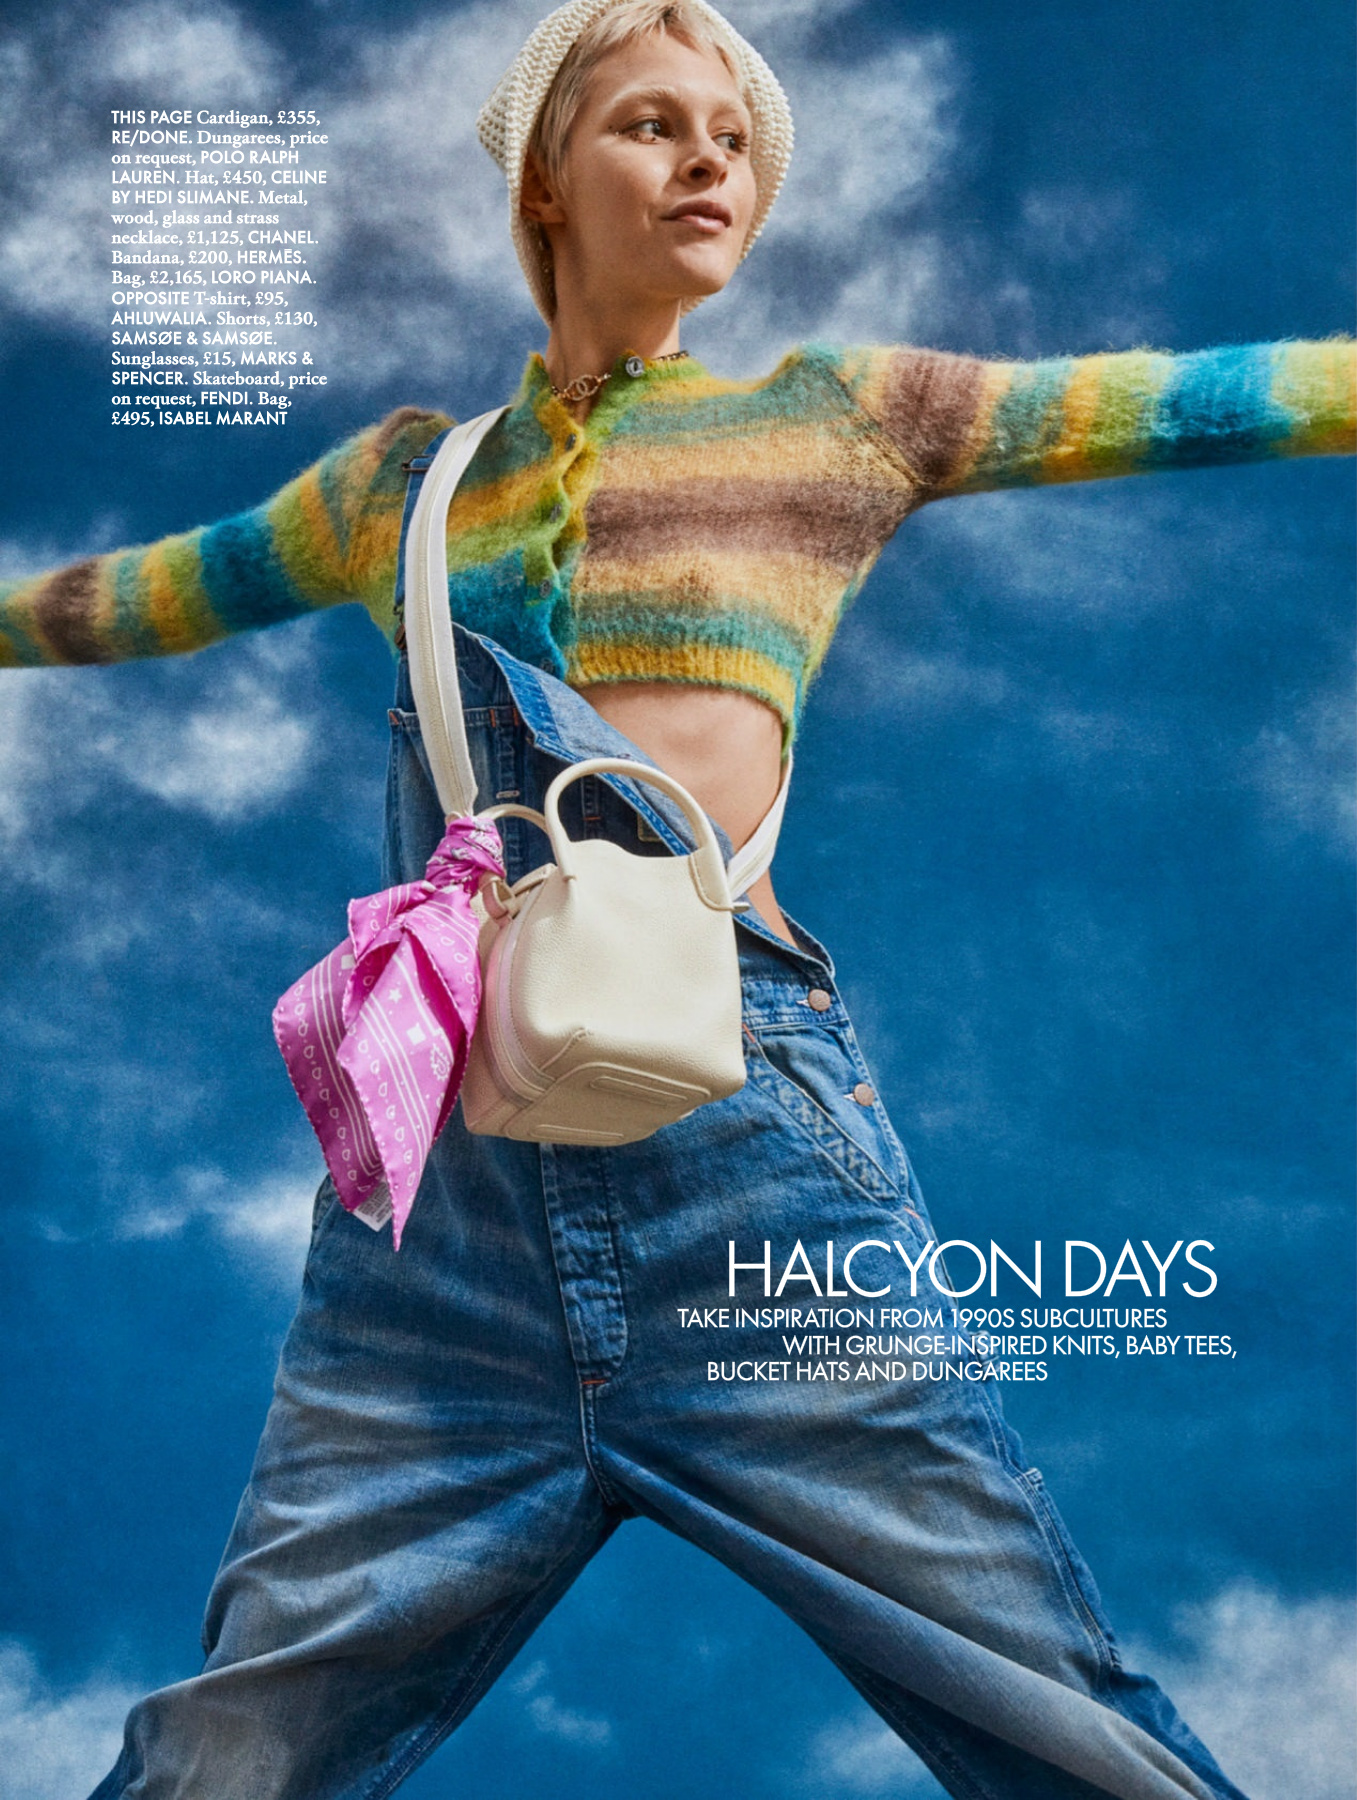 THIS PAGE Cardigan, £355,
RE/DONE. Dungarees, price
on request, POLO RALPH
LAUREN. Hat, £450, CELINE
BY HEDI SLIMANE. Metal,
wood, glass and strass
necklace, £1,125, CHANEL.
Bandana, £200, HERMĒS.
Bag, £2,165, LORO PIANA.
OPPOSITE T-shirt, £95,
AHLUWALIA. Shorts, £130,
SAMSØE & SAMSØE.
Sunglasses, £15, MARKS &
SPENCER. Skateboard, price
on request, FENDI. Bag,
£495, ISABEL MARANT
HALCYON DAYS
TAKE INSPIRATION FROM 1990S SUBCULTURES
WITH GRUNGE-INSPIRED KNITS, BABY TEES,
BUCKET HATS AND DUNGAREES